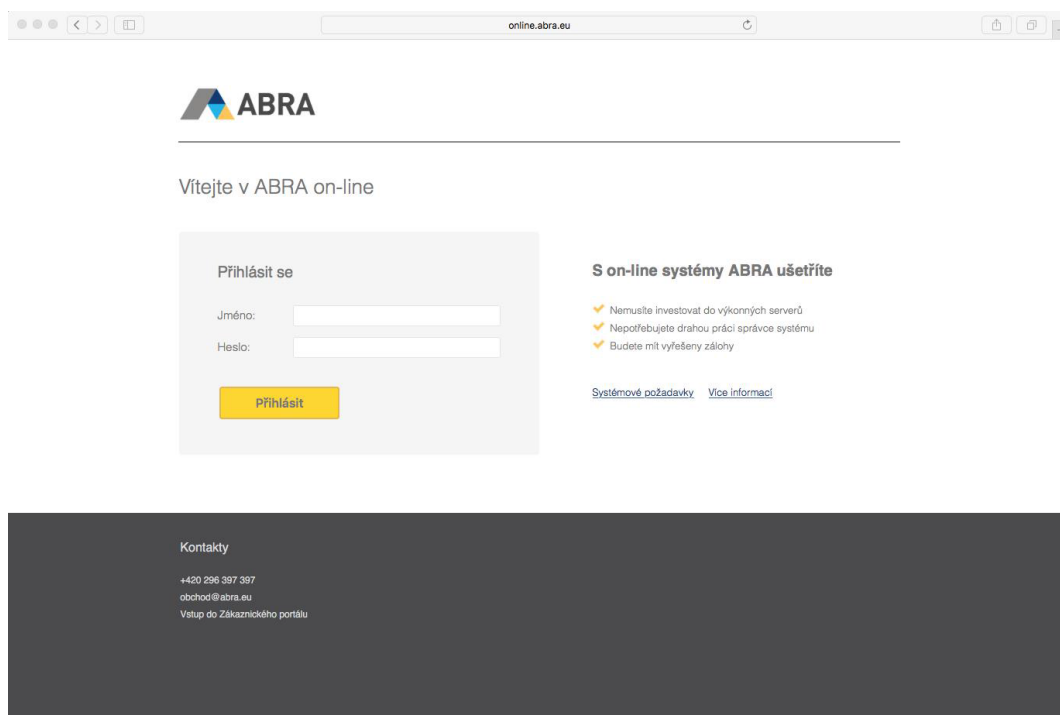 online.abra.eu
ABRA
Vítejte v ABRA on-line
Přihlásit se
Jméno:
Heslo:
Přihlásit
S on-line systémy ABRA ušetříte
Nemusíte investovat do výkonných serverů
Nepotřebujete drahou práci správce systému
Budete mít vyřešeny zálohy
Systémové požadavky Více informací
Kontakty
+420 296 397 397
obchod@abra.eu
Vstup do Zákaznického portálu